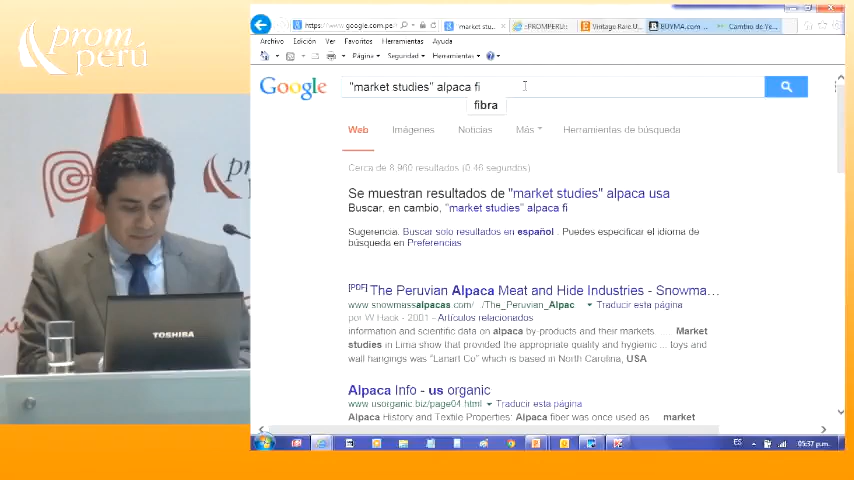 prom
perú
https://www.google.com.pe
"market stu...
::PROMPERU::
Vintage Rare U...
BUYMA.com ...
Cambio de Ye...
Archivo Edición Ver Favoritos Herramientas Ayuda
Página Seguridad Herramientas
Google
"market studies" alpaca fi
fibra
Web Imágenes Noticias Más Herramientas de búsqueda
Cerca de 8,960 resultados (0.46 segundos)
Se muestran resultados de "market studies" alpaca usa
Buscar, en cambio, "market studies" alpaca fi
Sugerencia: Buscar solo resultados en español . Puedes especificar el idioma de
búsqueda en Preferencias
[PDF] The Peruvian Alpaca Meat and Hide Industries - Snowma...
www.snowmassalpacas.com/.../The_Peruvian_Alpac... Traducir esta página
por W Hack - 2001 - Artículos relacionados
information and scientific data on alpaca by-products and their markets. ... Market
studies in Lima show that provided the appropriate quality and hygienic ... toys and
wall hangings was "Lanart Co" which is based in North Carolina, USA
Alpaca Info - us organic
www.usorganic.biz/page04.html Traducir esta página
Alpaca History and Textile Properties: Alpaca fiber was once used as ... market
TOSHIBA
ES 05:37 p.m.